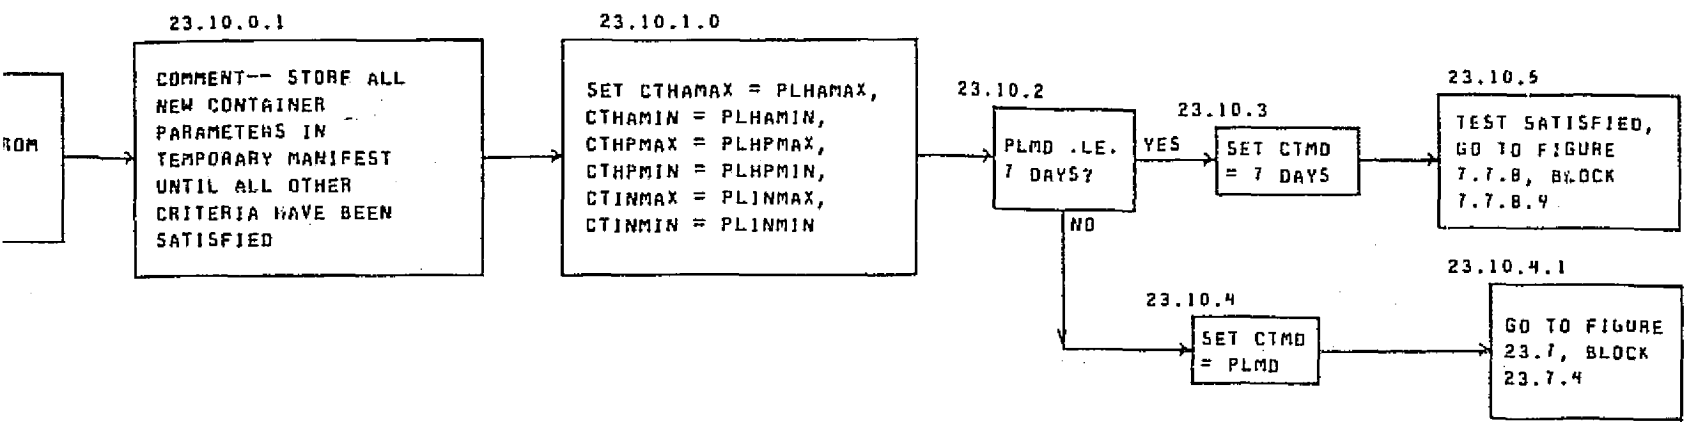 23.10.0.1
COMMENT-- STORE ALL
NEW CONTAINER
PARAMETERS IN
TEMPORARY MANIFEST
UNTIL ALL OTHER
CRITERIA HAVE BEEN
SATISFIED
23.10.1.0
SET CTHAMAX = PLHAMAX,
CTHAMIN = PLHAMIN,
CTHPMAX = PLHPMAX,
CTHPMIN = PLHPMIN,
CTINMAX = PLINMAX,
CTINMIN = PLINMIN
23.10.2
PLMD .LE.
7 DAYS?
YES
NO
23.10.3
SET CTMD
= 7 DAYS
23.10.5
TEST SATISFIED,
GO TO FIGURE
7.7.8, BLOCK
7.7.8.4
23.10.4
SET CTMD
= PLMD
23.10.4.1
GO TO FIGURE
23.7, BLOCK
23.7.4